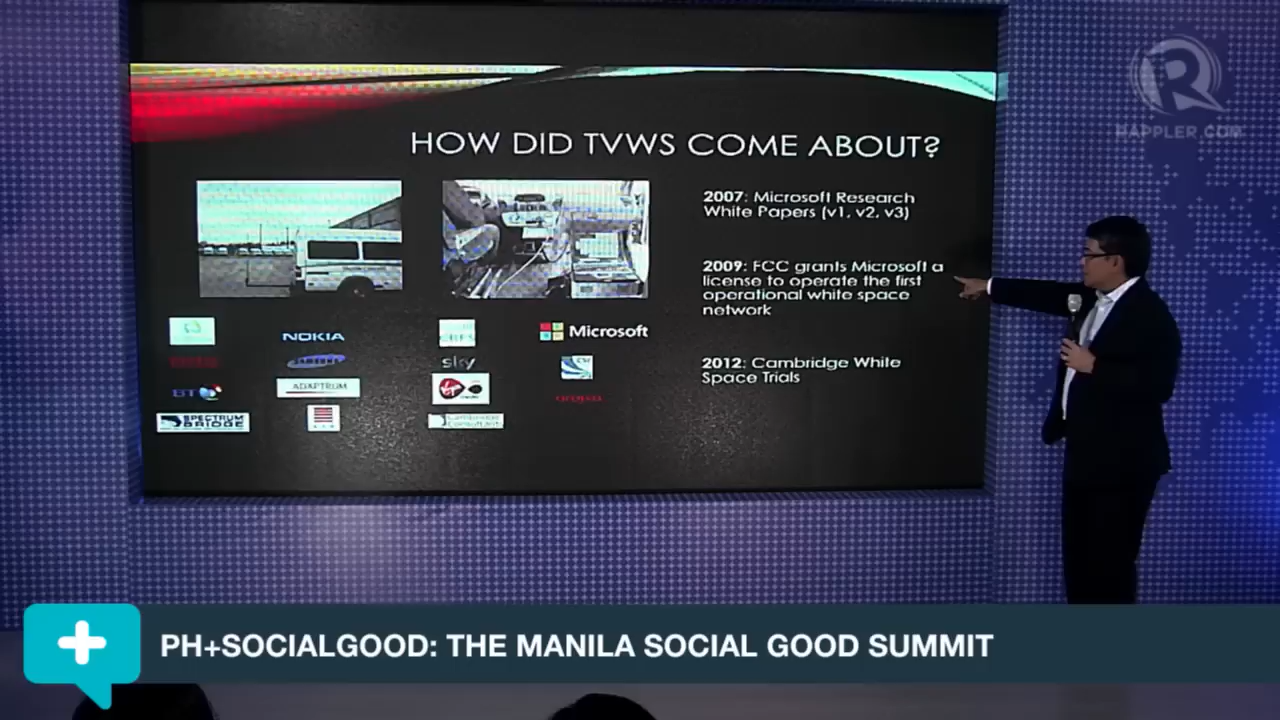 RAPPLER.COM
HOW DID TVWS COME ABOUT?
2007: Microsoft Research
White Papers (v1, v2, v3)
2009: FCC grants Microsoft a
license to operate the first
operational white space
network
2012: Cambridge White
Space Trials
NOKIA
Microsoft
sky
BT
ADAPTRUM
Virgin
SPECTRUM
BRIDGE
PH+SOCIALGOOD: THE MANILA SOCIAL GOOD SUMMIT